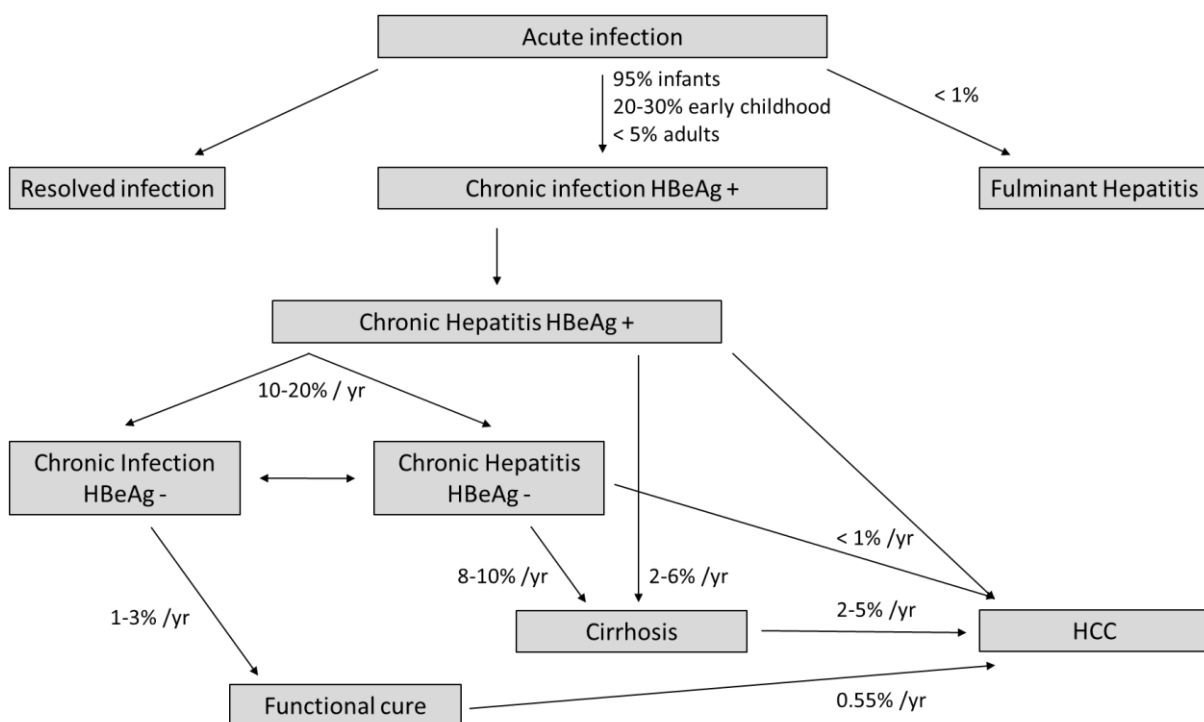 Acute infection
95% infants
20-30% early childhood
< 5% adults
< 1%
Resolved infection
Chronic infection HBeAg +
Fulminant Hepatitis
Chronic Hepatitis HBeAg +
10-20% / yr
Chronic Infection
HBeAg -
Chronic Hepatitis
HBeAg -
< 1% /yr
8-10% /yr
2-6% /yr
1-3% /yr
2-5% /yr
Cirrhosis
HCC
Functional cure
0.55% /yr